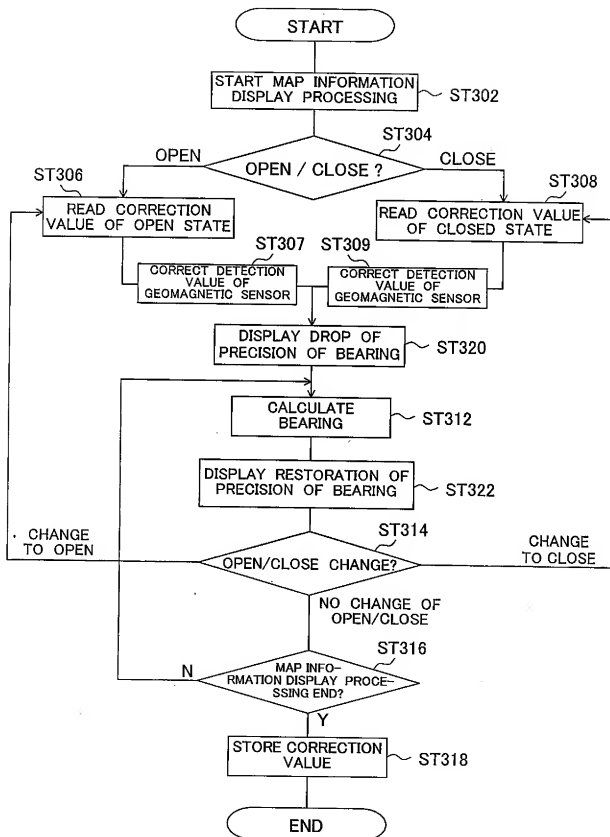 START
START MAP INFORMATION
DISPLAY PROCESSING
ST302
ST304
OPEN
OPEN / CLOSE ?
CLOSE
ST306
READ CORRECTION
VALUE OF OPEN STATE
ST308
READ CORRECTION VALUE
OF CLOSED STATE
ST307
CORRECT DETECTION
VALUE OF
GEOMAGNETIC SENSOR
ST309
CORRECT DETECTION
VALUE OF
GEOMAGNETIC SENSOR
DISPLAY DROP OF
PRECISION OF BEARING
ST320
CALCULATE
BEARING
ST312
DISPLAY RESTORATION OF
PRECISION OF BEARING
ST322
CHANGE
TO OPEN
ST314
OPEN/CLOSE CHANGE?
CHANGE
TO CLOSE
NO CHANGE OF
OPEN/CLOSE
ST316
N
MAP INFO-
RMATION DISPLAY PROCE-
SSING END?
Y
STORE CORRECTION
VALUE
ST318
END